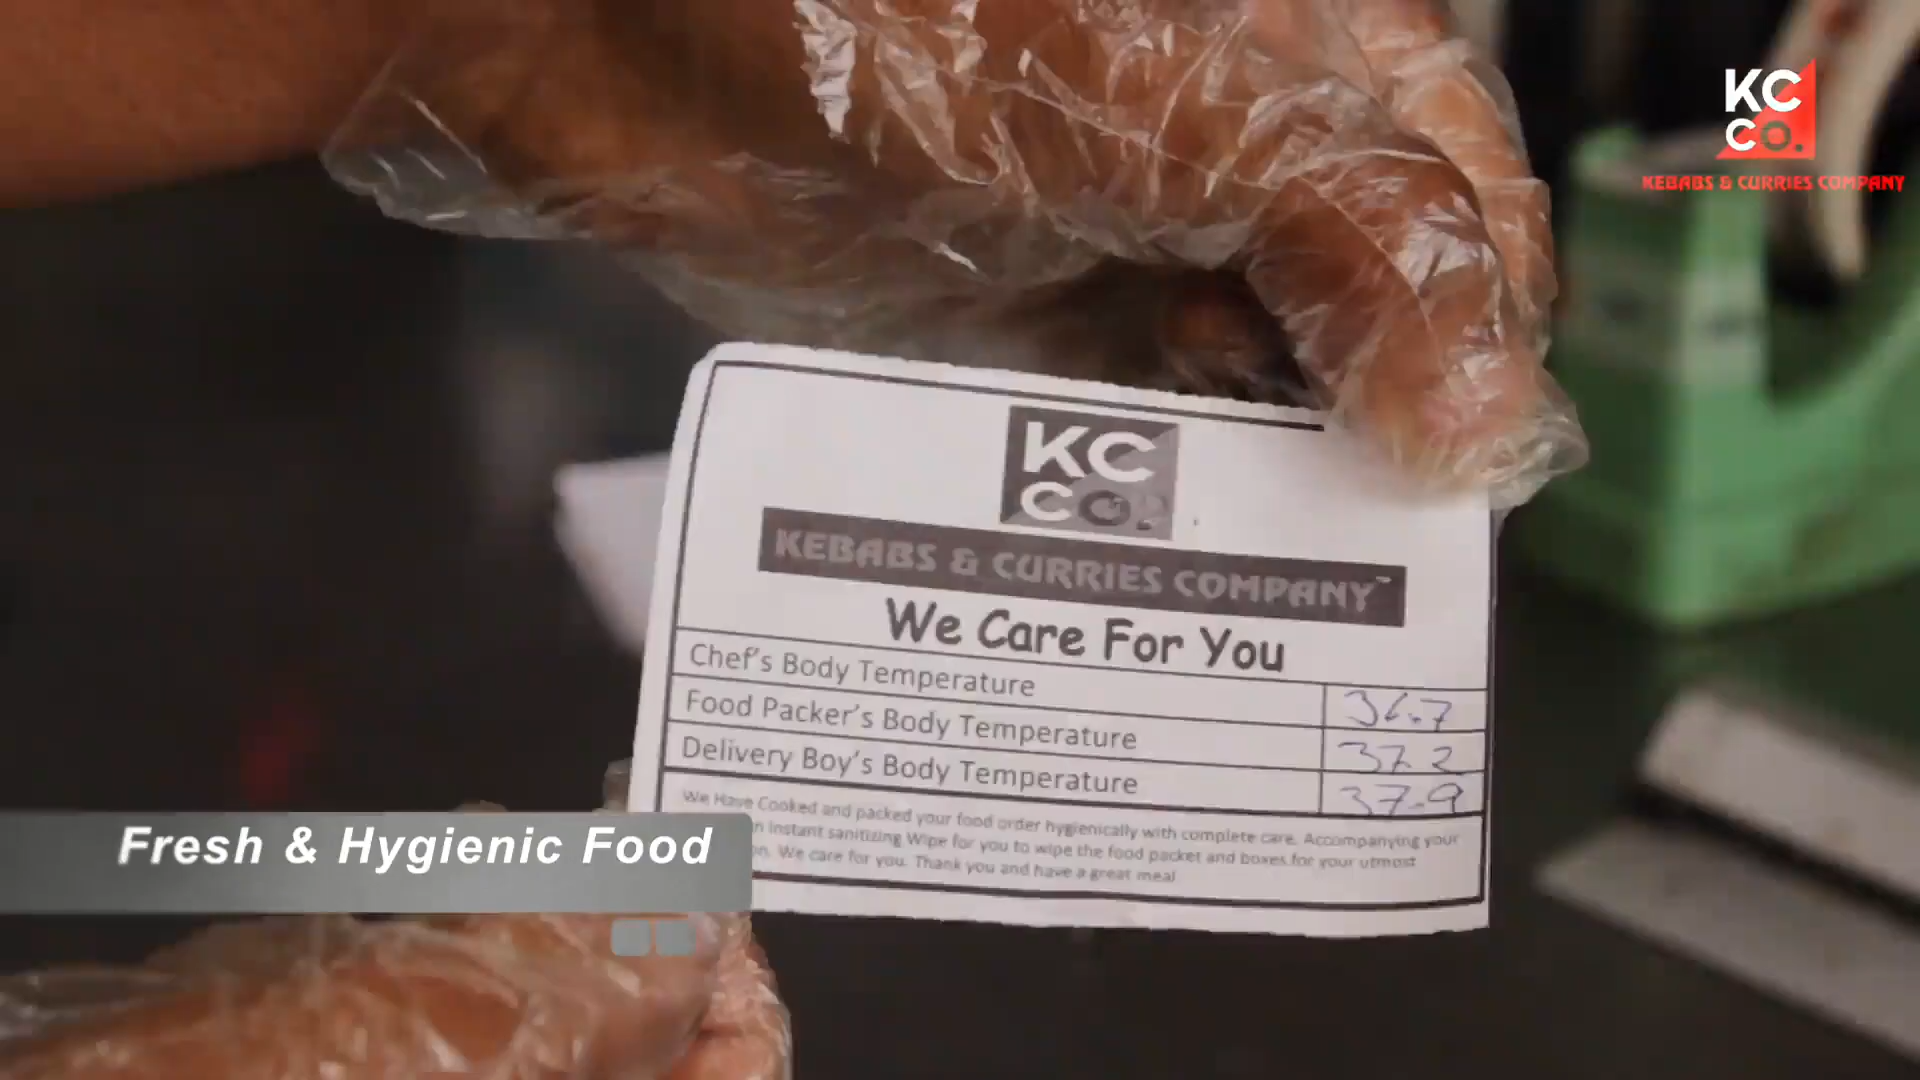 KC
CO.
KEBABS & CURRIES COMPANY
KC
CO.
KEBABS & CURRIES COMPANY™
We Care For You
Chef's Body Temperature 36.7
Food Packer's Body Temperature 37.2
Delivery Boy's Body Temperature 37.9
We Have Cooked and packed your food order hygienically with complete care. Accompanying your
instant sanitizing Wipe for you to wipe the food packet and boxes for your utmost
We care for you. Thank you and have a great meal
Fresh & Hygienic Food